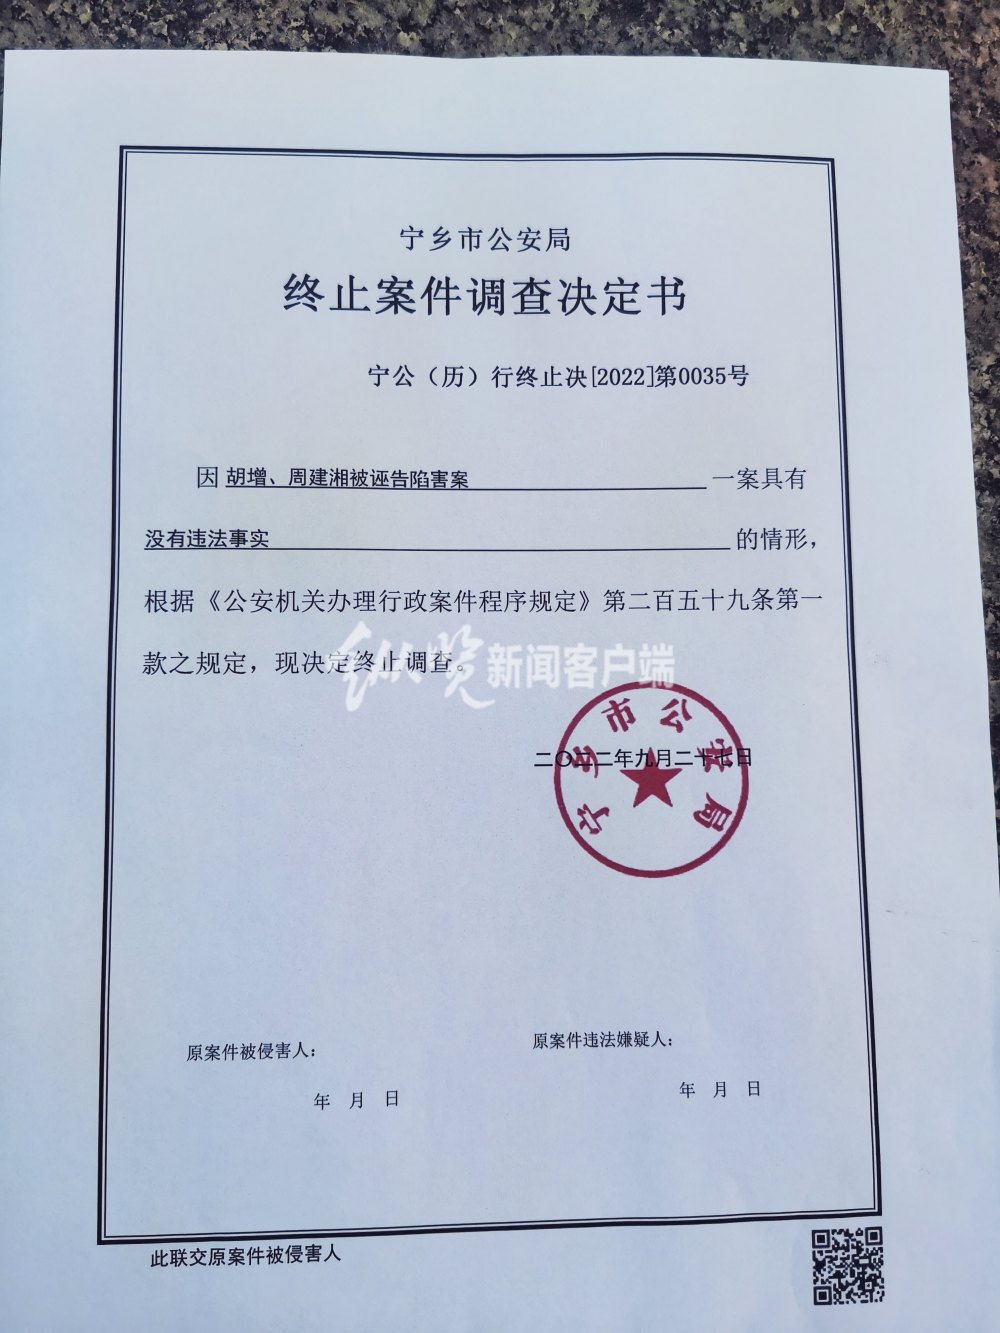 宁乡市公安局
终止案件调查决定书
宁公（历）行终止决[2022]第0035号
因 胡增、周建湘被诬告陷害案 一案具有
没有违法事实 的情形，
根据《公安机关办理行政案件程序规定》第二百五十九条第一
款之规定，现决定终止调查。
纵览新闻客户端
宁乡市公安局
二〇二二年九月二十七日
原案件被侵害人：
原案件违法嫌疑人：
年 月 日
年 月 日
此联交原案件被侵害人